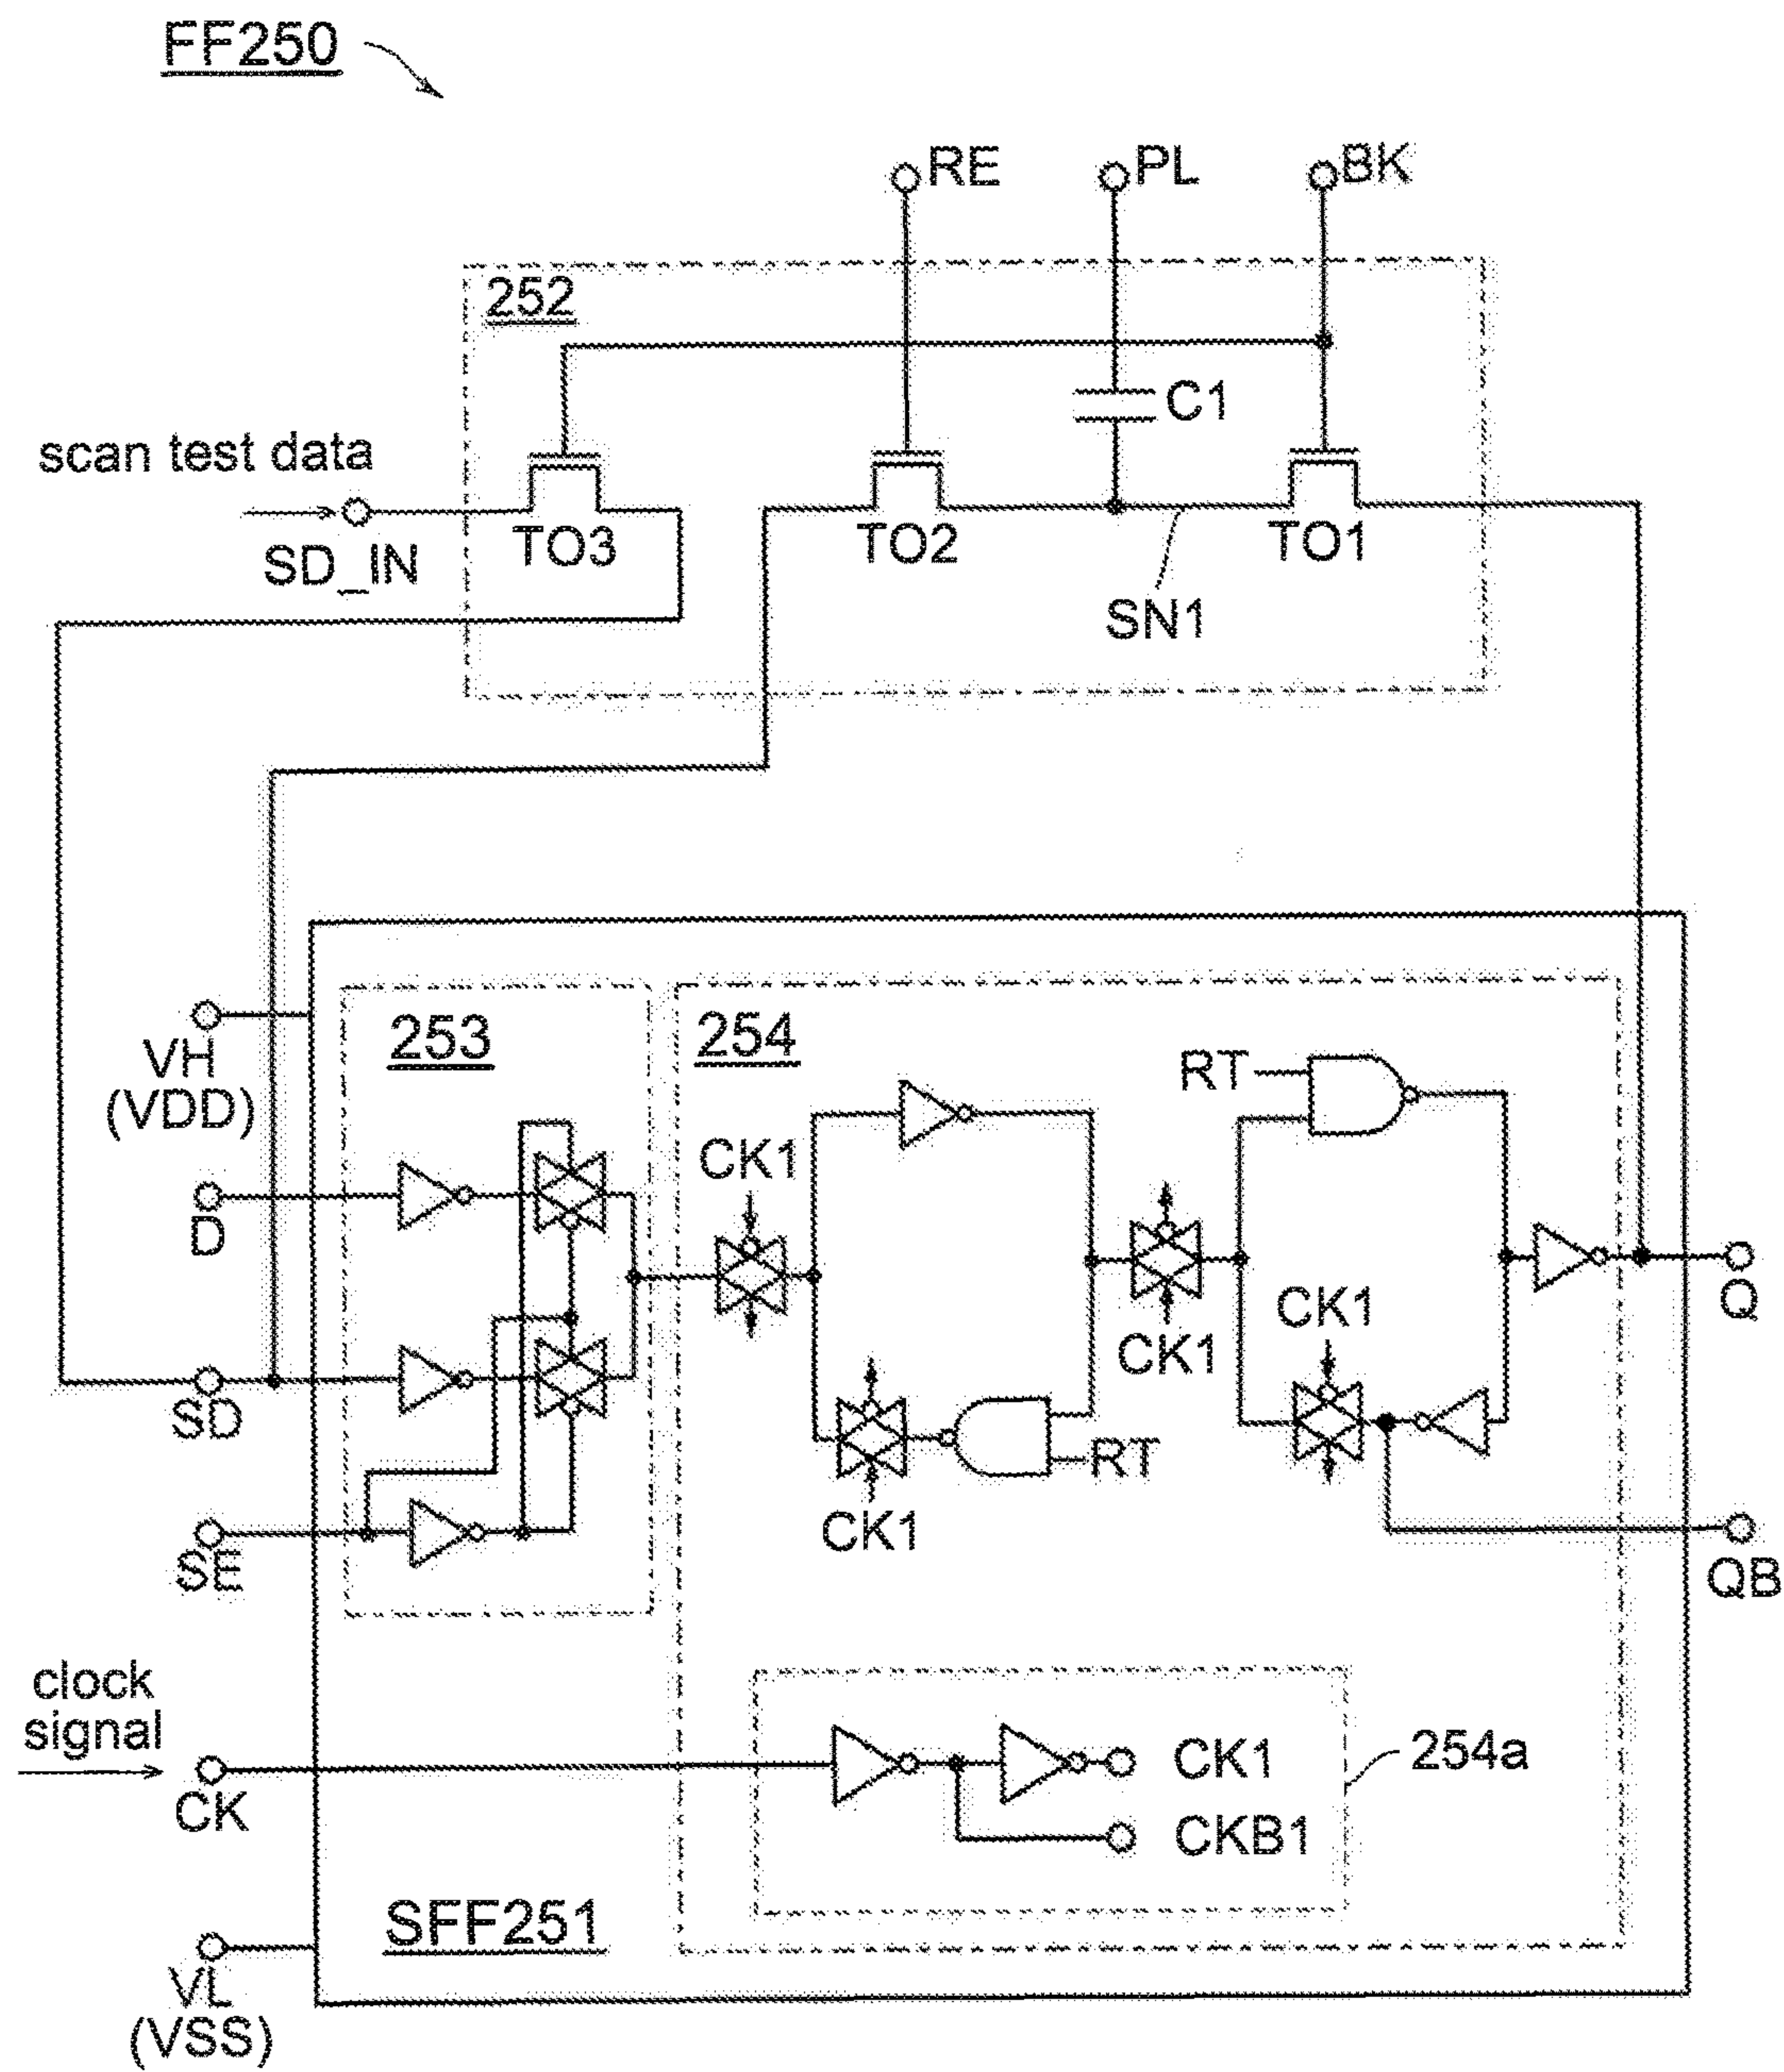 FF250
RE
PL
BK
252
C1
scan test data
SD_IN
TO3
TO2
TO1
SN1
VH
(VDD)
253
254
RT
CK1
D
CK1
CK1
Q
SD
RT
CK1
SE
QB
clock
signal
CK
CK1
254a
CKB1
SFF251
VL
(VSS)